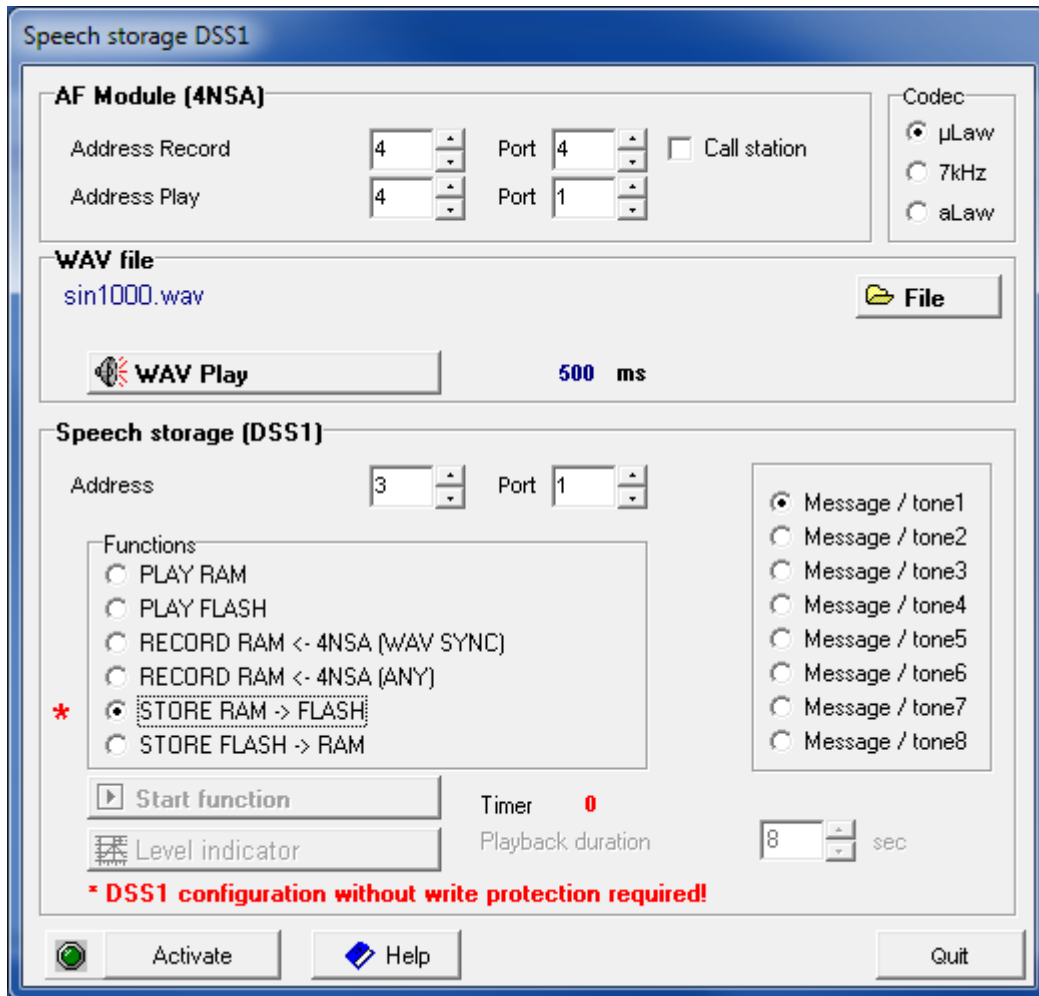 Speech storage DSS1
AF Module (4NSA)
Codec
Address Record 4 Port 4 Call station
µLaw
Address Play 4 Port 1
7kHz
aLaw
WAV file
sin1000.wav
File
WAV Play 500 ms
Speech storage (DSS1)
Address 3 Port 1
Functions
PLAY RAM
PLAY FLASH
RECORD RAM <- 4NSA (WAV SYNC)
RECORD RAM <- 4NSA (ANY)
* STORE RAM -> FLASH
STORE FLASH -> RAM
Message / tone1
Message / tone2
Message / tone3
Message / tone4
Message / tone5
Message / tone6
Message / tone7
Message / tone8
Start function
Timer 0
Level indicator
Playback duration 8 sec
* DSS1 configuration without write protection required!
Activate Help Quit